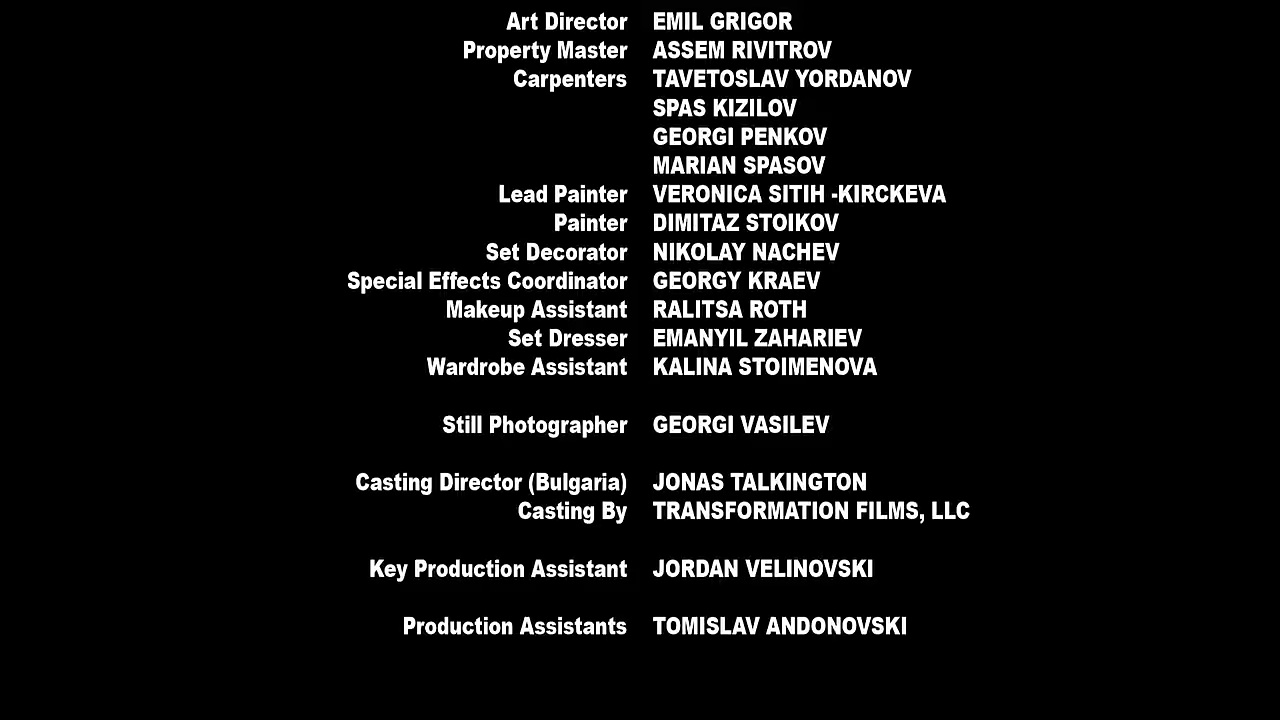 Art Director EMIL GRIGOR
Property Master ASSEM RIVITROV
Carpenters TAVETOSLAV YORDANOV
SPAS KIZILOV
GEORGI PENKOV
MARIAN SPASOV
Lead Painter VERONICA SITIH -KIRCKEVA
Painter DIMITAZ STOIKOV
Set Decorator NIKOLAY NACHEV
Special Effects Coordinator GEORGY KRAEV
Makeup Assistant RALITSA ROTH
Set Dresser EMANYIL ZAHARIEV
Wardrobe Assistant KALINA STOIMENOVA
Still Photographer GEORGI VASILEV
Casting Director (Bulgaria) JONAS TALKINGTON
Casting By TRANSFORMATION FILMS, LLC
Key Production Assistant JORDAN VELINOVSKI
Production Assistants TOMISLAV ANDONOVSKI